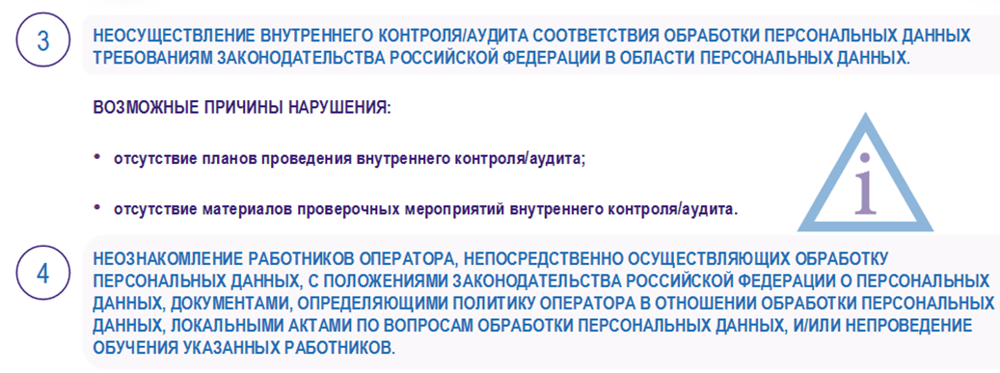 3
НЕОСУЩЕСТВЛЕНИЕ ВНУТРЕННЕГО КОНТРОЛЯ/АУДИТА СООТВЕТСТВИЯ ОБРАБОТКИ ПЕРСОНАЛЬНЫХ ДАННЫХ
ТРЕБОВАНИЯМ ЗАКОНОДАТЕЛЬСТВА РОССИЙСКОЙ ФЕДЕРАЦИИ В ОБЛАСТИ ПЕРСОНАЛЬНЫХ ДАННЫХ.
ВОЗМОЖНЫЕ ПРИЧИНЫ НАРУШЕНИЯ:
• отсутствие планов проведения внутреннего контроля/аудита;
• отсутствие материалов проверочных мероприятий внутреннего контроля/аудита.
i
4
НЕОЗНАКОМЛЕНИЕ РАБОТНИКОВ ОПЕРАТОРА, НЕПОСРЕДСТВЕННО ОСУЩЕСТВЛЯЮЩИХ ОБРАБОТКУ
ПЕРСОНАЛЬНЫХ ДАННЫХ, С ПОЛОЖЕНИЯМИ ЗАКОНОДАТЕЛЬСТВА РОССИЙСКОЙ ФЕДЕРАЦИИ О ПЕРСОНАЛЬНЫХ
ДАННЫХ, ДОКУМЕНТАМИ, ОПРЕДЕЛЯЮЩИМИ ПОЛИТИКУ ОПЕРАТОРА В ОТНОШЕНИИ ОБРАБОТКИ ПЕРСОНАЛЬНЫХ
ДАННЫХ, ЛОКАЛЬНЫМИ АКТАМИ ПО ВОПРОСАМ ОБРАБОТКИ ПЕРСОНАЛЬНЫХ ДАННЫХ, И/ИЛИ НЕПРОВЕДЕНИЕ
ОБУЧЕНИЯ УКАЗАННЫХ РАБОТНИКОВ.